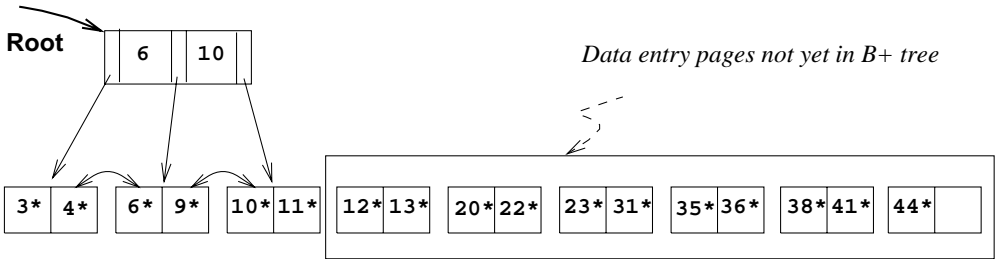 Root
6 10
Data entry pages not yet in B+ tree
3* 4* 6* 9* 10* 11* 12* 13* 20* 22* 23* 31* 35* 36* 38* 41* 44*